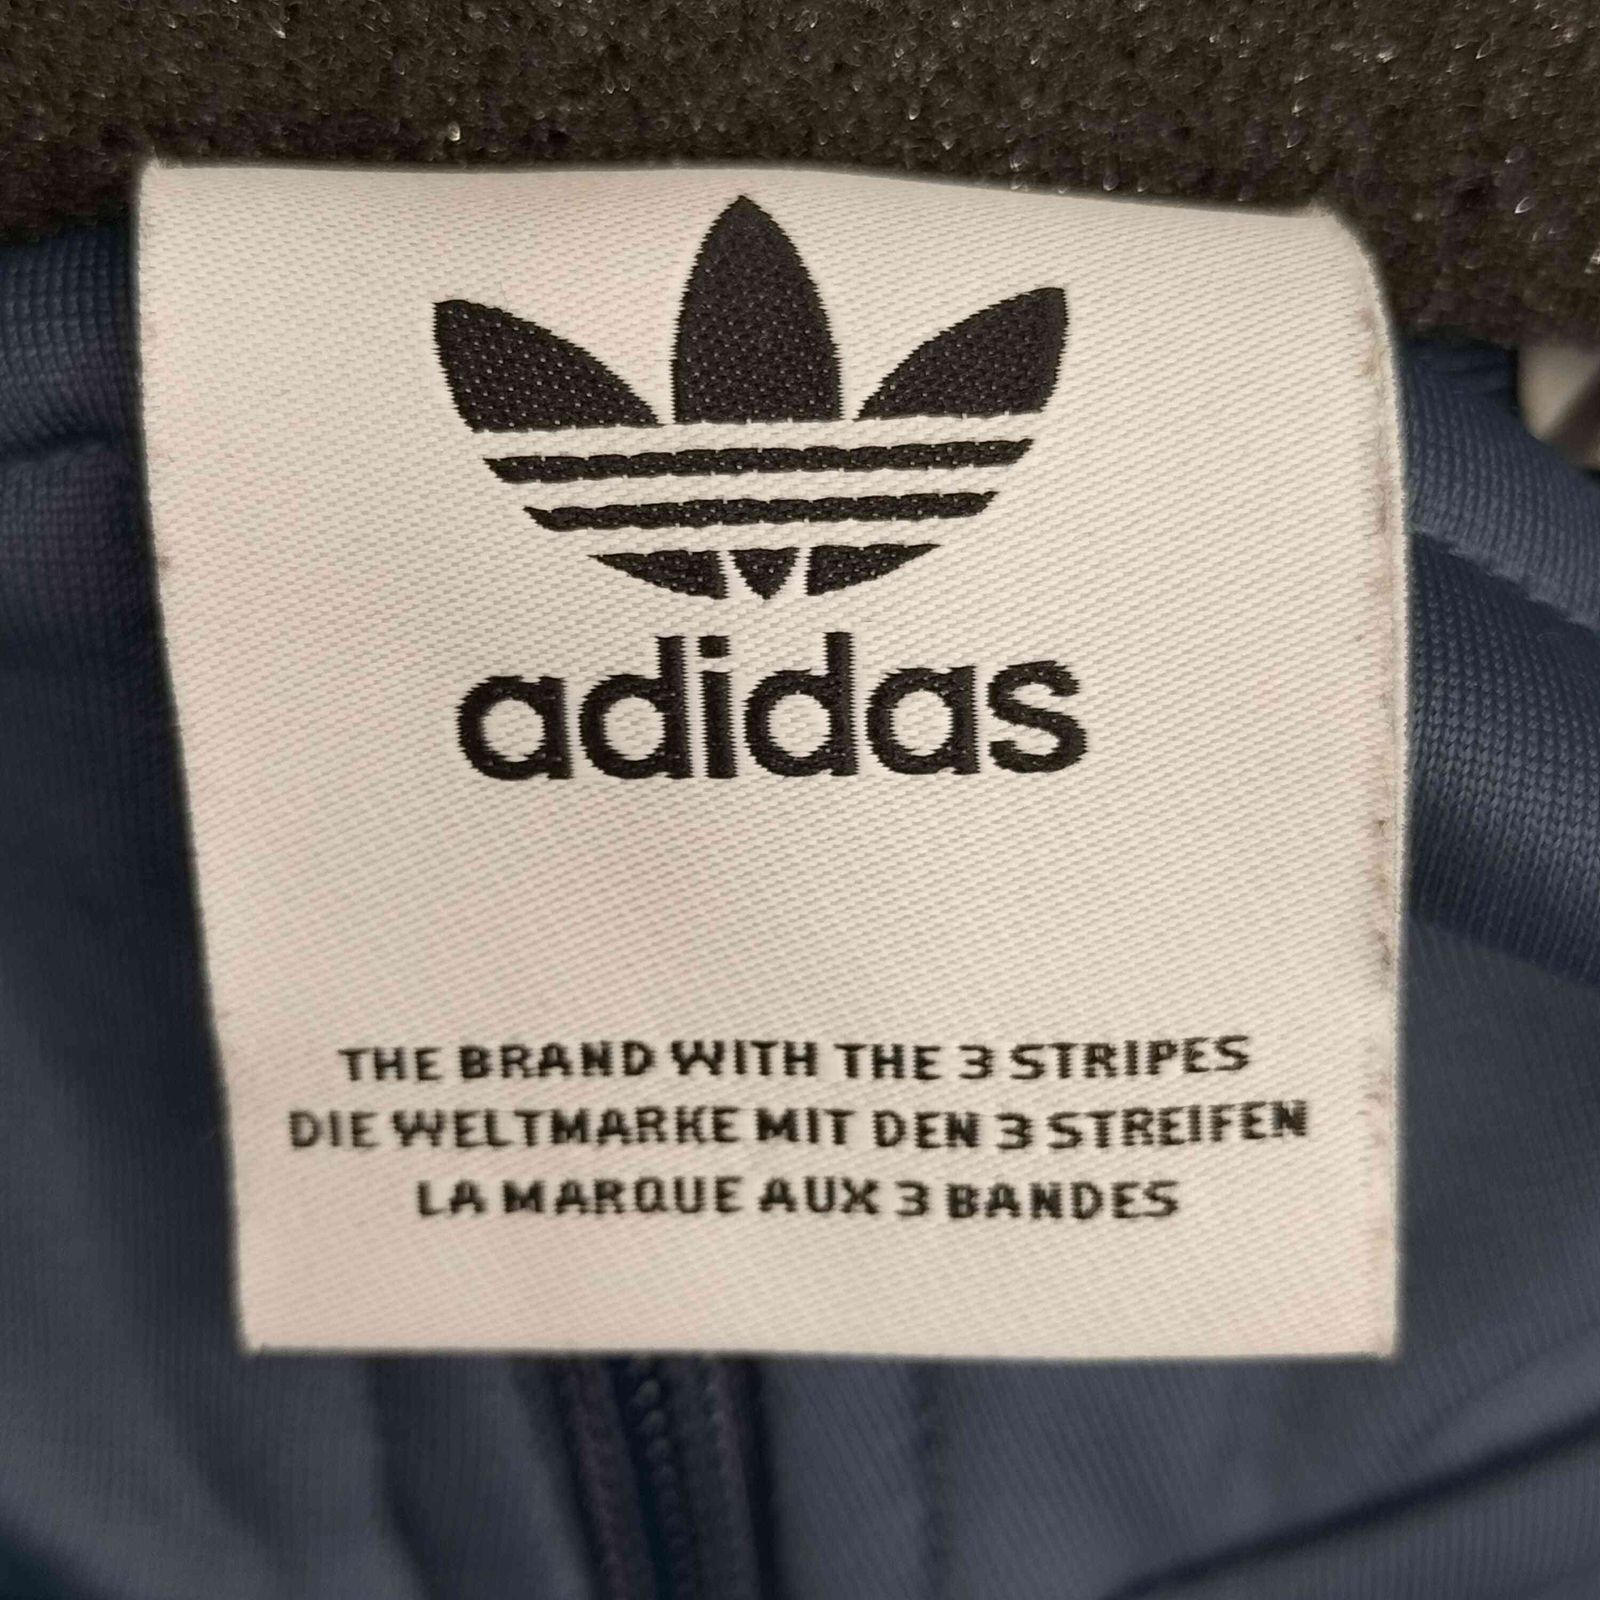 adidas
THE BRAND WITH THE 3 STRIPES
DIE WELTMARKE MIT DEN 3 STREIFEN
LA MARQUE AUX 3 BANDES